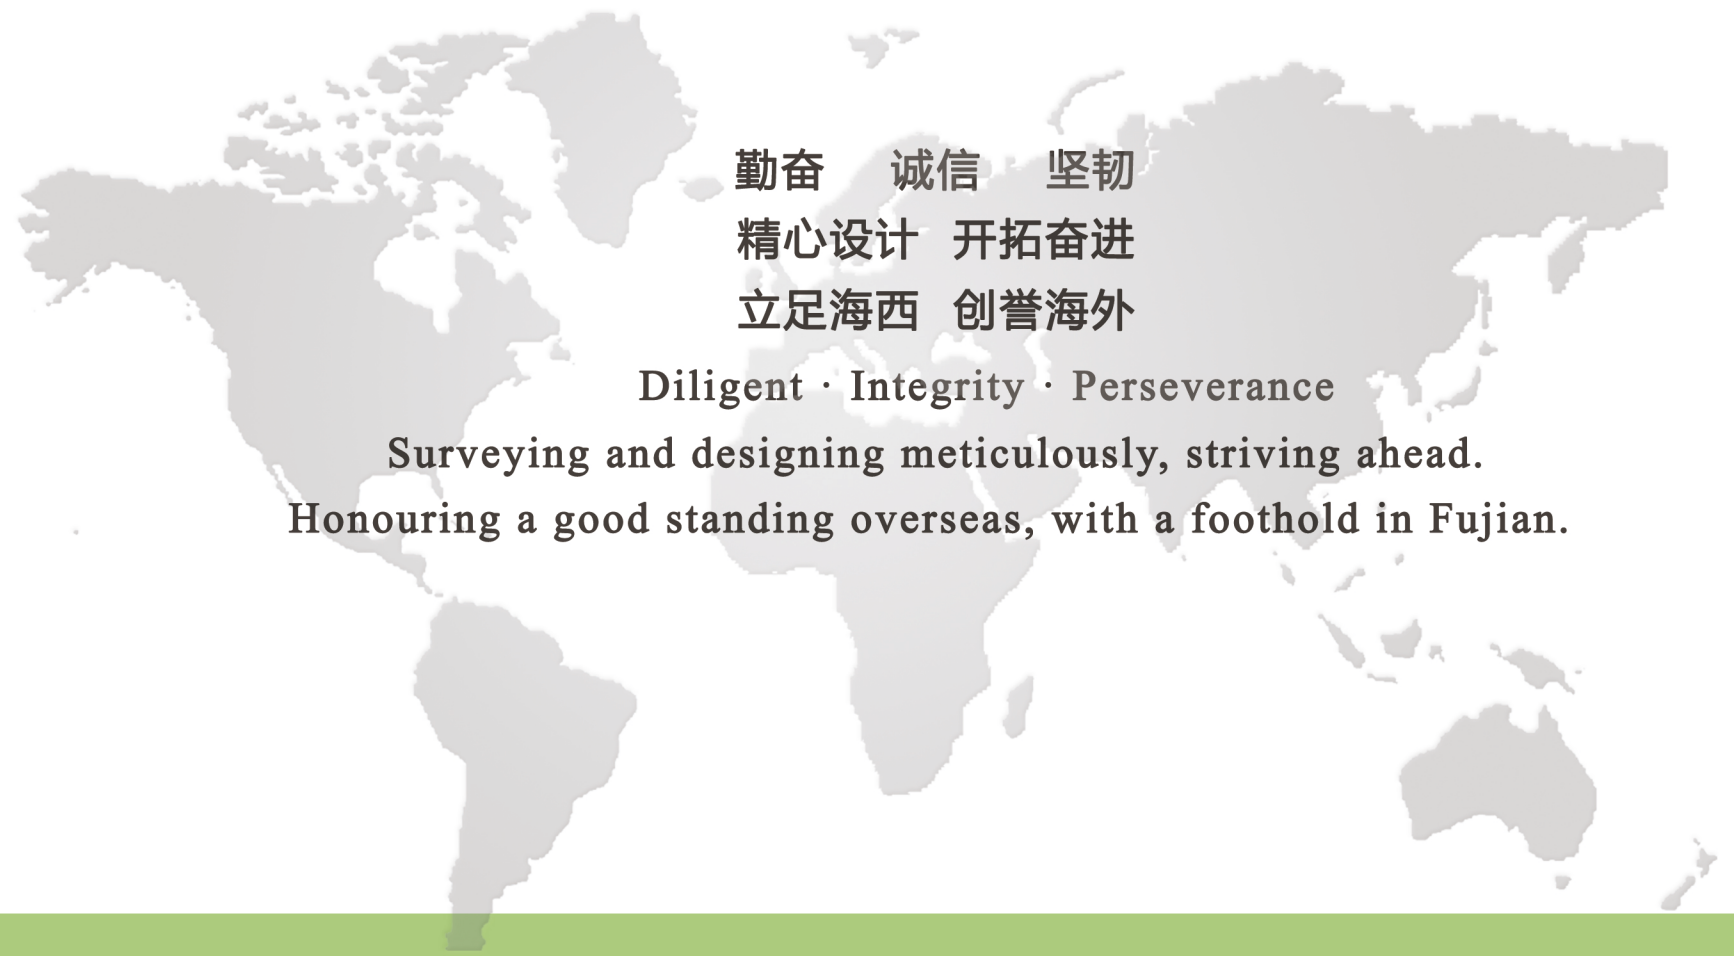 勤奋 诚信 坚韧
精心设计 开拓奋进
立足海西 创誉海外
Diligent · Integrity · Perseverance
Surveying and designing meticulously, striving ahead.
Honouring a good standing overseas, with a foothold in Fujian.